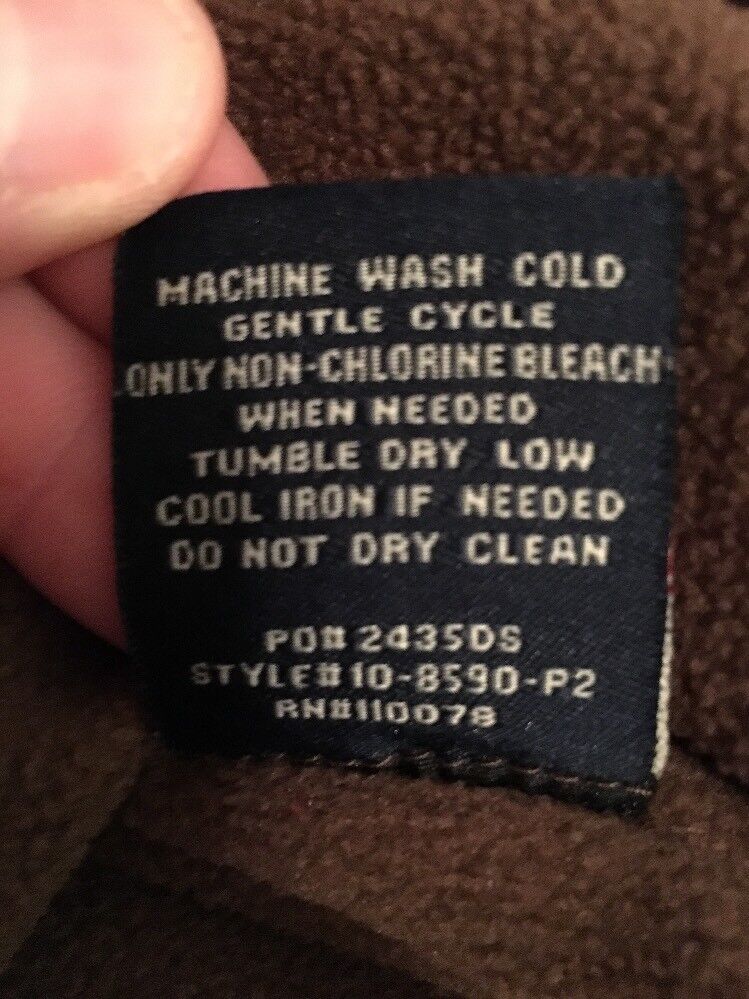 MACHINE WASH COLD
GENTLE CYCLE
ONLY NON-CHLORINE BLEACH
WHEN NEEDED
TUMBLE DRY LOW
COOL IRON IF NEEDED
DO NOT DRY CLEAN
PO# 2435DS
STYLE# 10-8590-P2
RN#110078